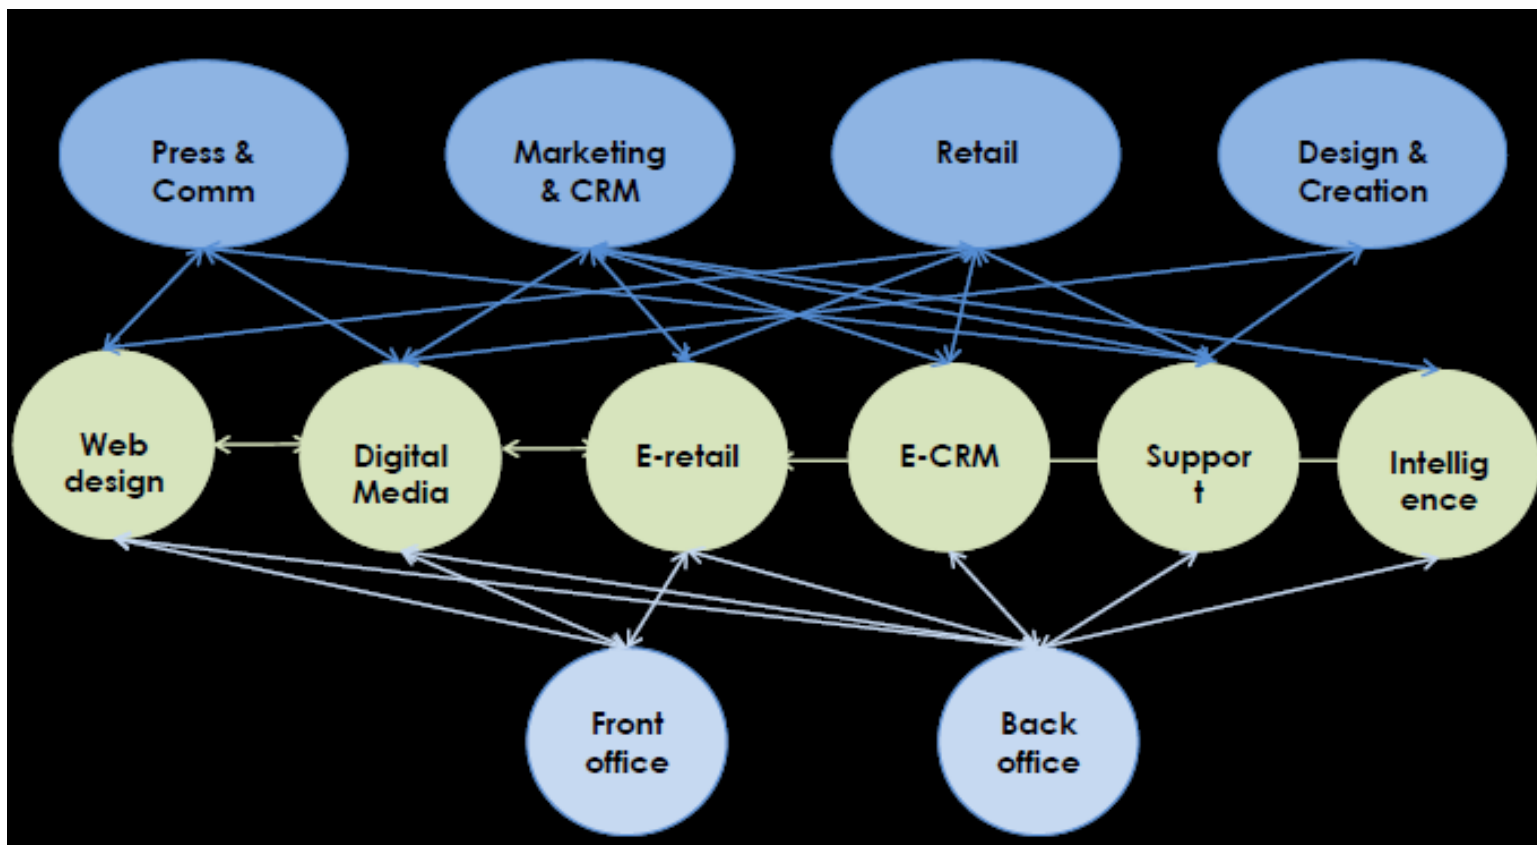 Press &
Comm
Marketing
& CRM
Retail
Design &
Creation
Web
design
Digital
Media
E-retail
E-CRM
Suppor
t
Intellig
ence
Front
office
Back
office